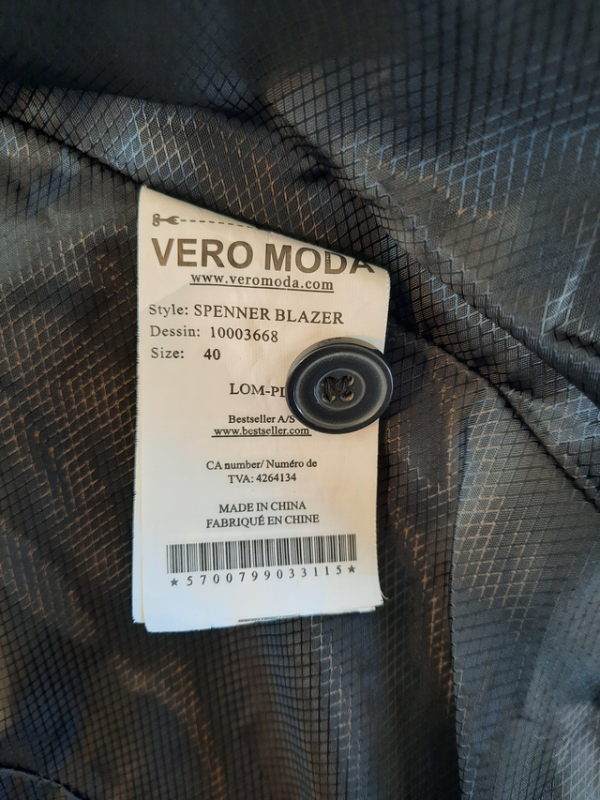 VERO MODA
www.veromoda.com
Style: SPENNER BLAZER
Dessin: 10003668
Size: 40
Bestseller A/S
www.bestseller.com
CA number/ Numéro de
TVA: 4264134
MADE IN CHINA
FABRIQUÉ EN CHINE
*5700799033115*